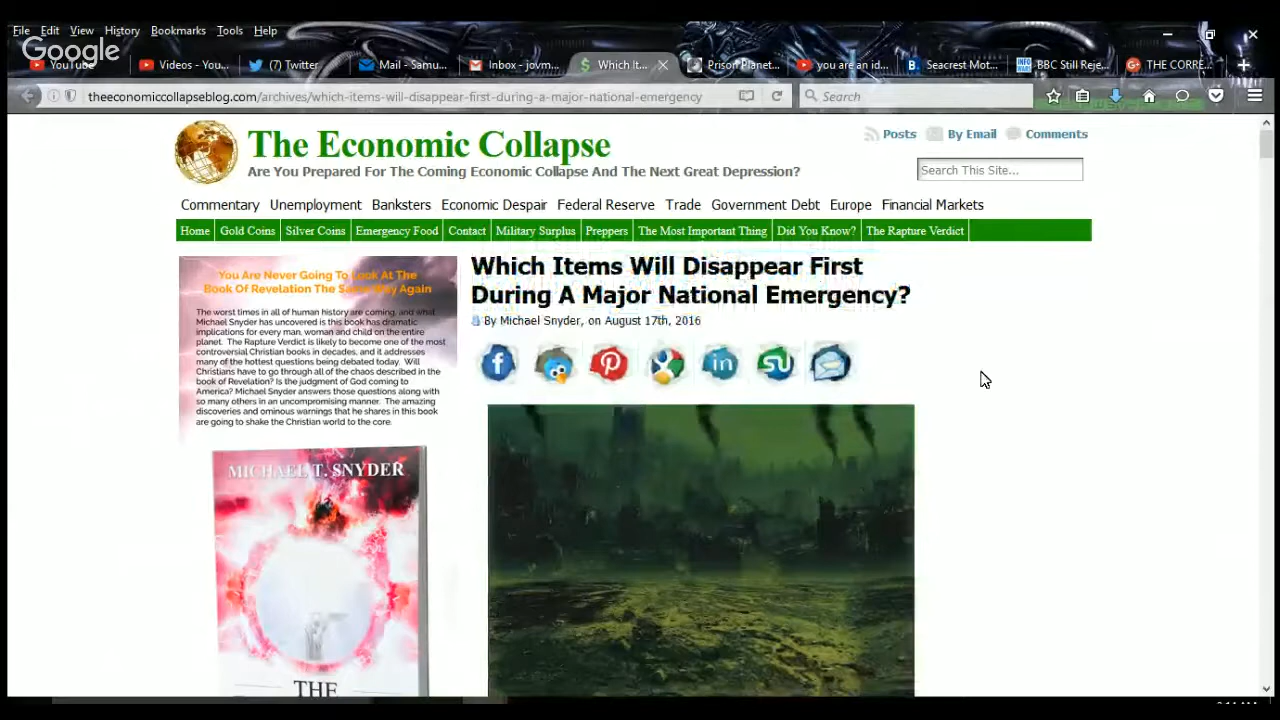 File Edit View History Bookmarks Tools Help
Google
YouTube
Videos - You...
(7) Twitter
Mail - Samu...
Inbox - jovm...
Which It...
Prison Planet...
you are an id...
Seacrest Mot...
INFO WARS
BBC Still Reje...
THE CORRE...
theeconomiccollapseblog.com/archives/which-items-will-disappear-first-during-a-major-national-emergency
Search
The Economic Collapse
Are You Prepared For The Coming Economic Collapse And The Next Great Depression?
Posts By Email Comments
Search This Site...
Commentary Unemployment Banksters Economic Despair Federal Reserve Trade Government Debt Europe Financial Markets
Home Gold Coins Silver Coins Emergency Food Contact Military Surplus Preppers The Most Important Thing Did You Know? The Rapture Verdict
You Are Never Going To Look At The
Book Of Revelation The Same Way Again
The worst times in all of human history are coming, and what
Michael Snyder has uncovered is this book has dramatic
implications for every man, woman and child on the entire
planet. The Rapture Verdict is likely to become one of the most
controversial Christian books in decades, and it addresses
many of the hottest questions being debated today. Will
Christians have to go through all of the chaos described in the
book of Revelation? Is the judgment of God coming to
America? Michael Snyder answers those questions along with
so many others in an uncompromising manner. The amazing
discoveries and ominous warnings that he shares in this book
are going to shake the Christian world to the core.
MICHAEL T. SNYDER
THE
Which Items Will Disappear First
During A Major National Emergency?
By Michael Snyder, on August 17th, 2016